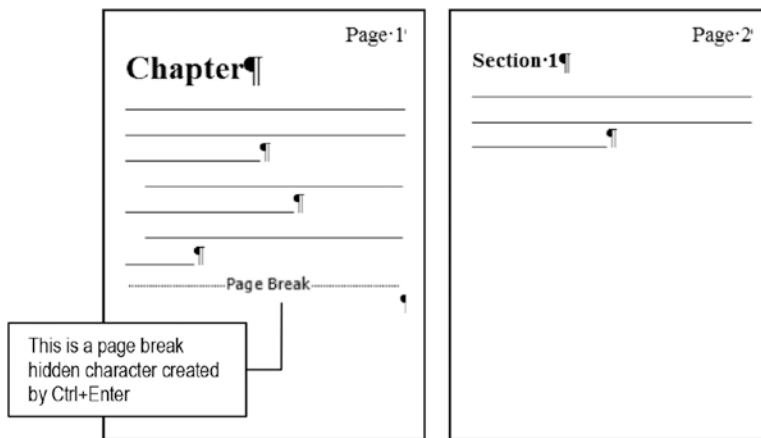 Page·1
Chapter¶
¶
¶
¶
Page Break
¶
This is a page break
hidden character created
by Ctrl+Enter
Page·2
Section·1¶
¶